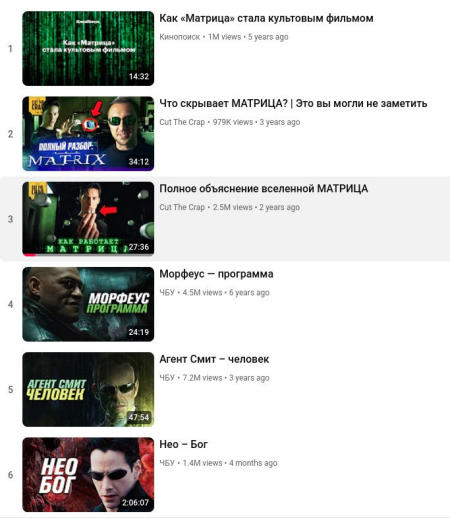 1
Кинопоиск
Как «Матрица»
стала культовым фильмом
14:32
Как «Матрица» стала культовым фильмом
Кинопоиск • 1M views • 5 years ago
2
ПОЛНЫЙ РАЗБОР:
MATRIX
34:12
Что скрывает МАТРИЦА? | Это вы могли не заметить
Cut The Crap • 979K views • 3 years ago
3
КАК РАБОТАЕТ
МАТРИЦА
27:36
Полное объяснение вселенной МАТРИЦА
Cut The Crap • 2.5M views • 2 years ago
4
МОРФЕУС
ПРОГРАММА
24:19
Морфеус — программа
ЧБУ • 4.5M views • 6 years ago
5
АГЕНТ СМИТ –
ЧЕЛОВЕК
47:54
Агент Смит – человек
ЧБУ • 7.2M views • 3 years ago
6
НЕО
БОГ
2:06:07
Нео – Бог
ЧБУ • 1.4M views • 4 months ago